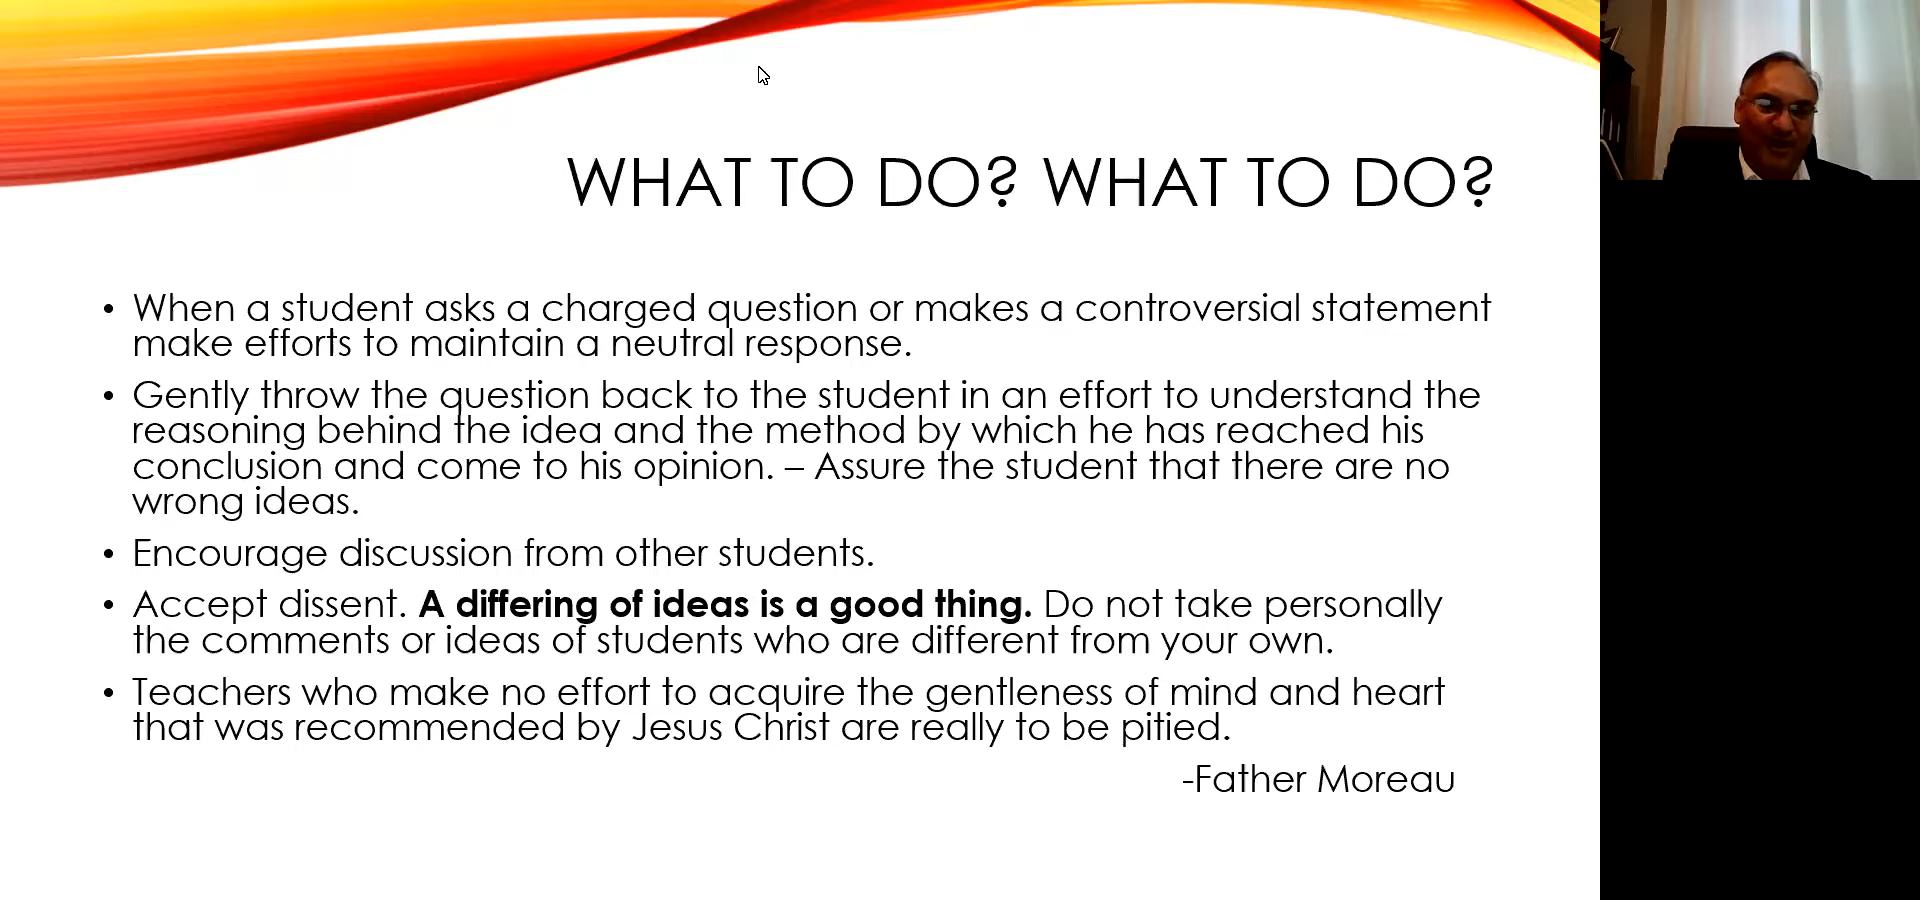 WHAT TO DO? WHAT TO DO?
• When a student asks a charged question or makes a controversial statement
make efforts to maintain a neutral response.
• Gently throw the question back to the student in an effort to understand the
reasoning behind the idea and the method by which he has reached his
conclusion and come to his opinion. – Assure the student that there are no
wrong ideas.
• Encourage discussion from other students.
• Accept dissent. A differing of ideas is a good thing. Do not take personally
the comments or ideas of students who are different from your own.
• Teachers who make no effort to acquire the gentleness of mind and heart
that was recommended by Jesus Christ are really to be pitied.
-Father Moreau